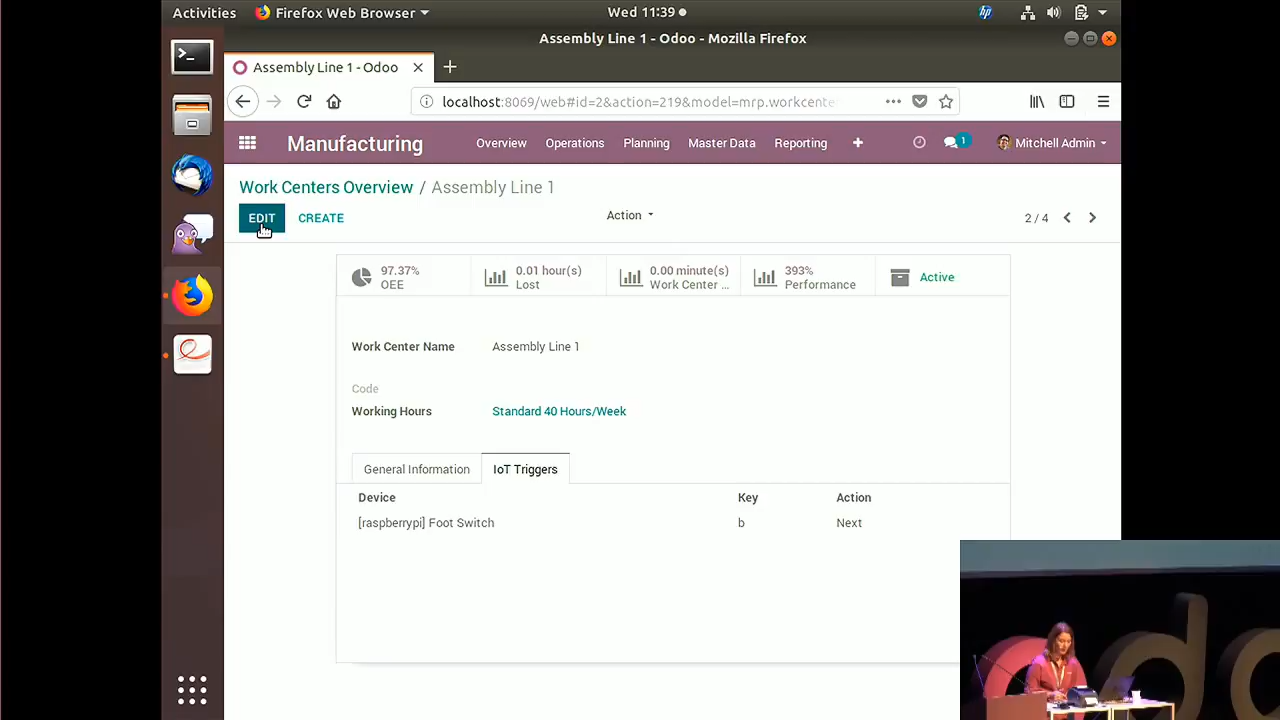 Activities
Firefox Web Browser
Wed 11:39
Assembly Line 1 - Odoo - Mozilla Firefox
Assembly Line 1 - Odoo
localhost:8069/web#id=2&action=219&model=mrp.workcente
Manufacturing
Overview
Operations
Planning
Master Data
Reporting
1
Mitchell Admin
Work Centers Overview / Assembly Line 1
EDIT
CREATE
Action
2 / 4
97.37%
OEE
0.01 hour(s)
Lost
0.00 minute(s)
Work Center ...
393%
Performance
Active
Work Center Name
Assembly Line 1
Code
Working Hours
Standard 40 Hours/Week
General Information
IoT Triggers
Device
Key
Action
[raspberrypi] Foot Switch
b
Next
odo